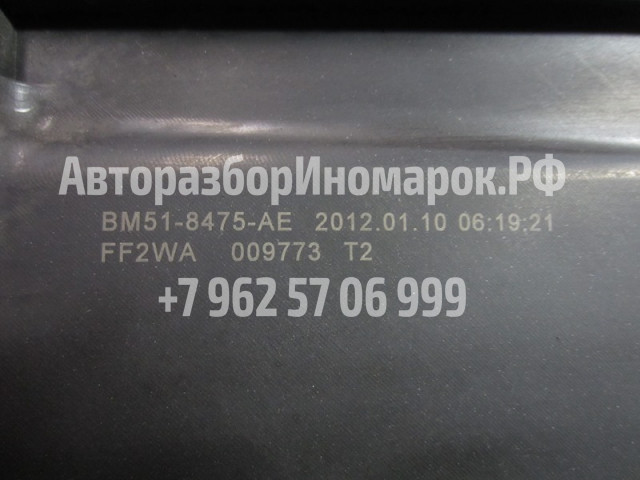 АвторазборИномарок.РФ
BM51-8475-AE 2012.01.10 06:19:21
FF2WA 009773 T2
+7 962 57 06 999